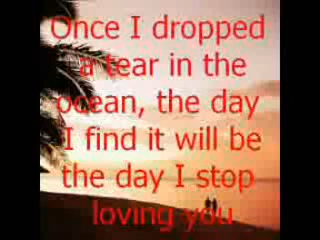 Once I dropped
a tear in the
ocean, the day
I find it will be
the day I stop
loving you